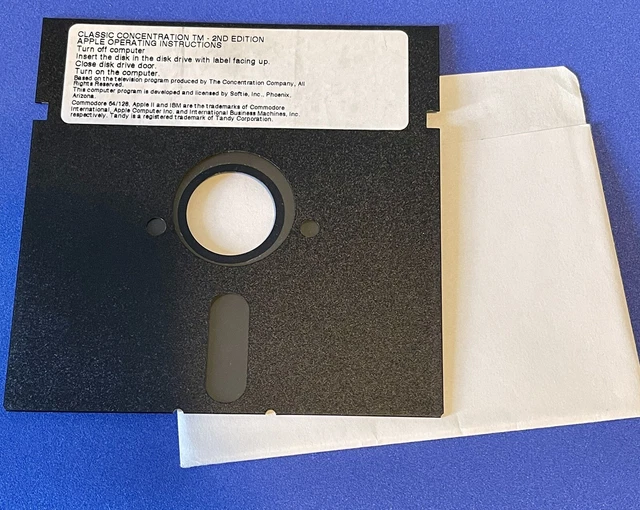 CLASSIC CONCENTRATION TM - 2ND EDITION
APPLE OPERATING INSTRUCTIONS
Turn off computer
Insert the disk in the disk drive with label facing up.
Close disk drive door.
Turn on the computer.
Based on the television program produced by The Concentration Company, All
Rights Reserved.
This computer program is developed and licensed by Softie, Inc., Phoenix,
Arizona.
Commodore 64/128, Apple II and IBM are the trademarks of Commodore
International, Apple Computer Inc. and International Business Machines, Inc.
respectively. Tandy is a registered trademark of Tandy Corporation.